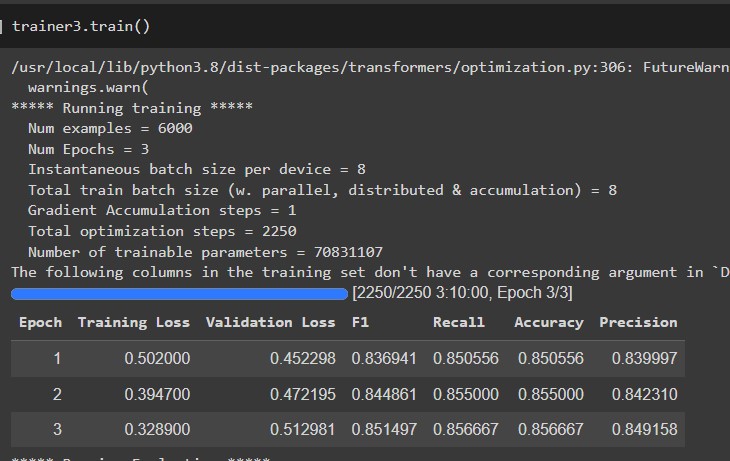 trainer3.train()
/usr/local/lib/python3.8/dist-packages/transformers/optimization.py:306: FutureWarn
warnings.warn(
***** Running training *****
Num examples = 6000
Num Epochs = 3
Instantaneous batch size per device = 8
Total train batch size (w. parallel, distributed & accumulation) = 8
Gradient Accumulation steps = 1
Total optimization steps = 2250
Number of trainable parameters = 70831107
The following columns in the training set don't have a corresponding argument in `D
[2250/2250 3:10:00, Epoch 3/3]
Epoch Training Loss Validation Loss F1 Recall Accuracy Precision
1 0.502000 0.452298 0.836941 0.850556 0.850556 0.839997
2 0.394700 0.472195 0.844861 0.855000 0.855000 0.842310
3 0.328900 0.512981 0.851497 0.856667 0.856667 0.849158